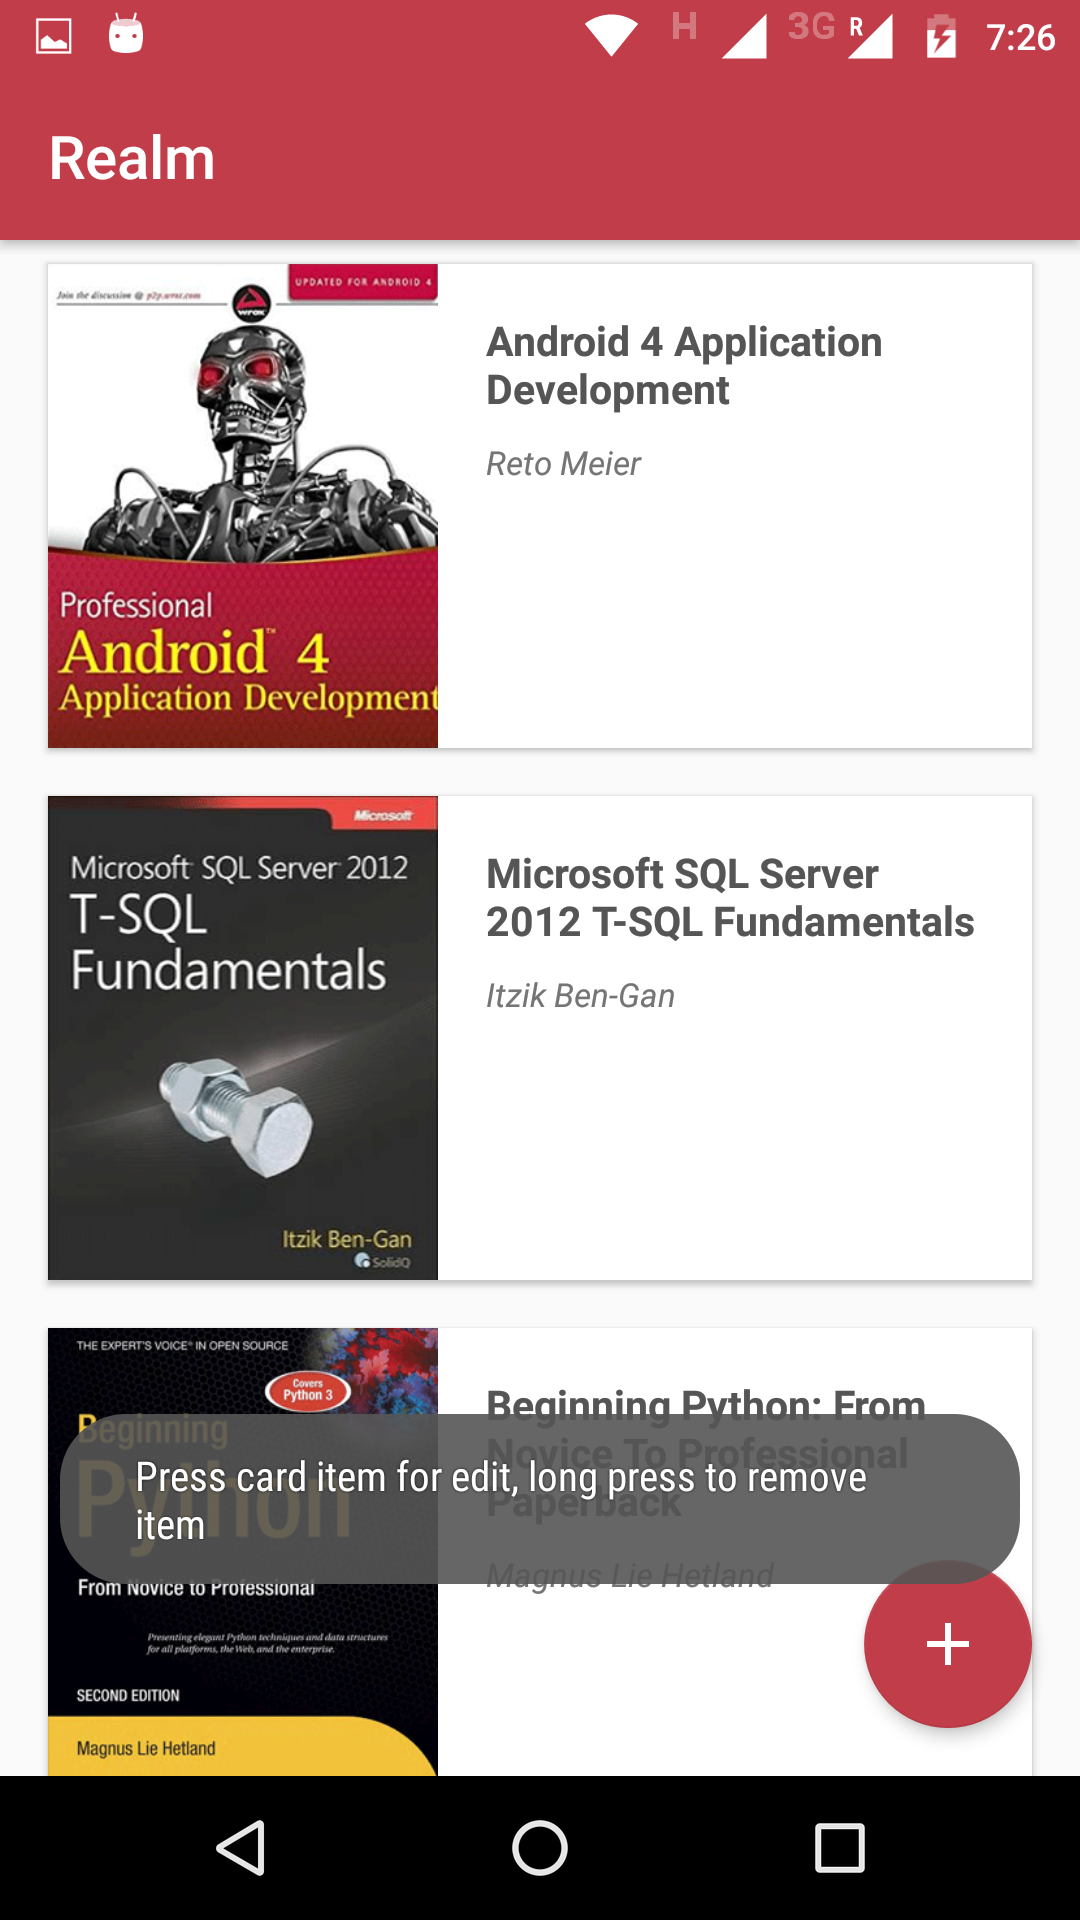 H 3G R 7:26
Realm
Join the discussion @ p2p.wrox.com
UPDATED FOR ANDROID 4
wrox
Professional
Android™ 4
Application Development
Android 4 Application
Development
Reto Meier
Microsoft
Microsoft SQL Server 2012
T-SQL
Fundamentals
Itzik Ben-Gan
SolidQ
Microsoft SQL Server
2012 T-SQL Fundamentals
Itzik Ben-Gan
THE EXPERT'S VOICE® IN OPEN SOURCE
Covers
Python 3
Beginning
Python
From Novice to Professional
Presenting elegant Python techniques and data structures
for all platforms, the Web, and the enterprise.
SECOND EDITION
Magnus Lie Hetland
Beginning Python: From
Novice To Professional
Paperback
Magnus Lie Hetland
Press card item for edit, long press to remove
item